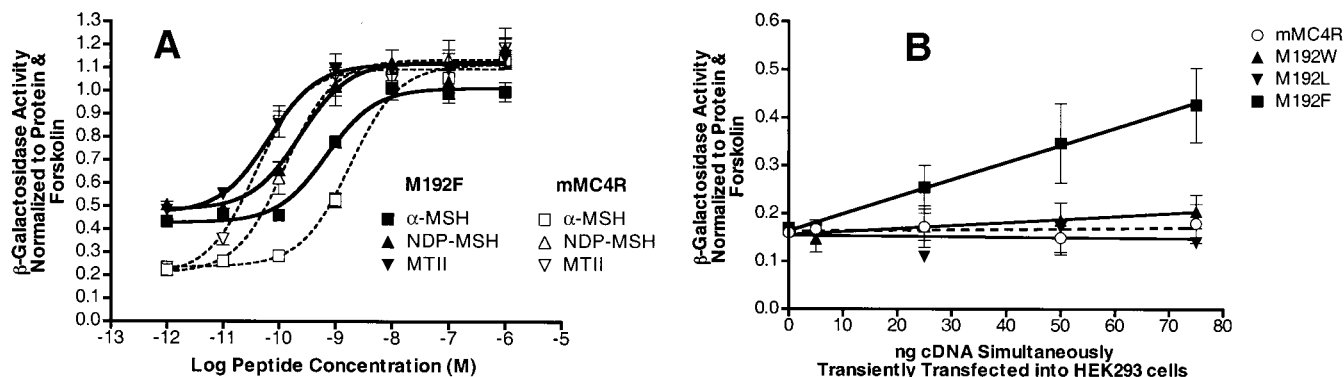 A
β-Galactosidase Activity
Normalized to Protein &
Forskolin
1.3
1.2
1.1
1.0
0.9
0.8
0.7
0.6
0.5
0.4
0.3
0.2
0.1
0.0
-13
-12
-11
-10
-9
-8
-7
-6
-5
Log Peptide Concentration (M)
M192F
α-MSH
NDP-MSH
MTII
mMC4R
α-MSH
NDP-MSH
MTII
B
β-Galactosidase Activity
Normalized to Protein &
Forskolin
0.6
0.5
0.4
0.3
0.2
0.1
0.0
0
10
20
30
40
50
60
70
80
ng cDNA Simultaneously
Transiently Transfected into HEK293 cells
mMC4R
M192W
M192L
M192F